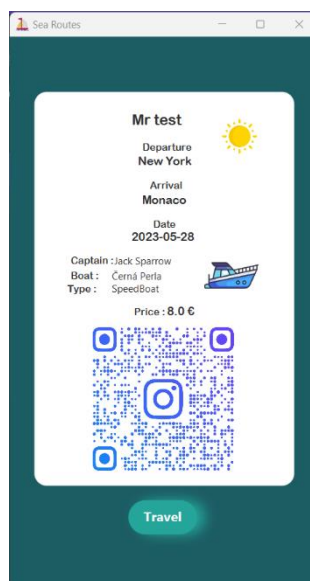 Sea Routes
Mr test
Departure
New York
Arrival
Monaco
Date
2023-05-28
Captain :Jack Sparrow
Boat : Černá Perla
Type : SpeedBoat
Price : 8.0 €
Travel